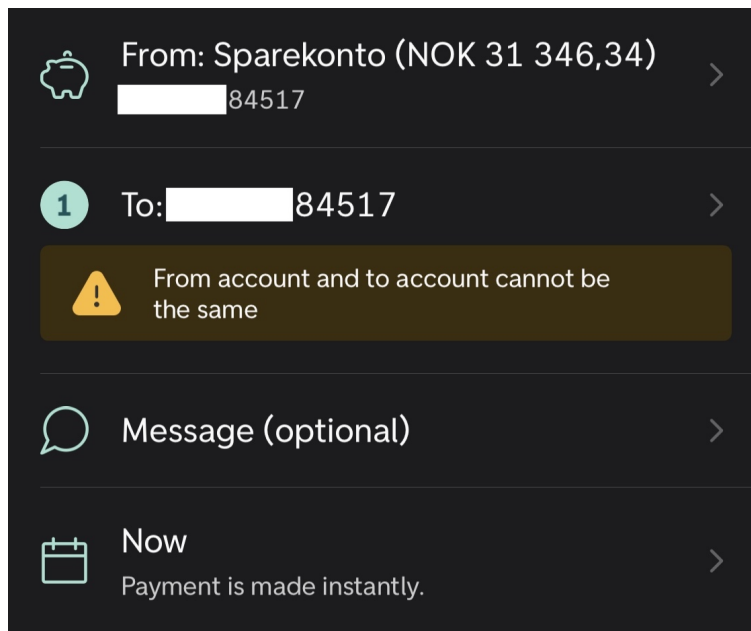 From: Sparekonto (NOK 31 346,34)
84517
1
To: 84517
From account and to account cannot be
the same
Message (optional)
Now
Payment is made instantly.